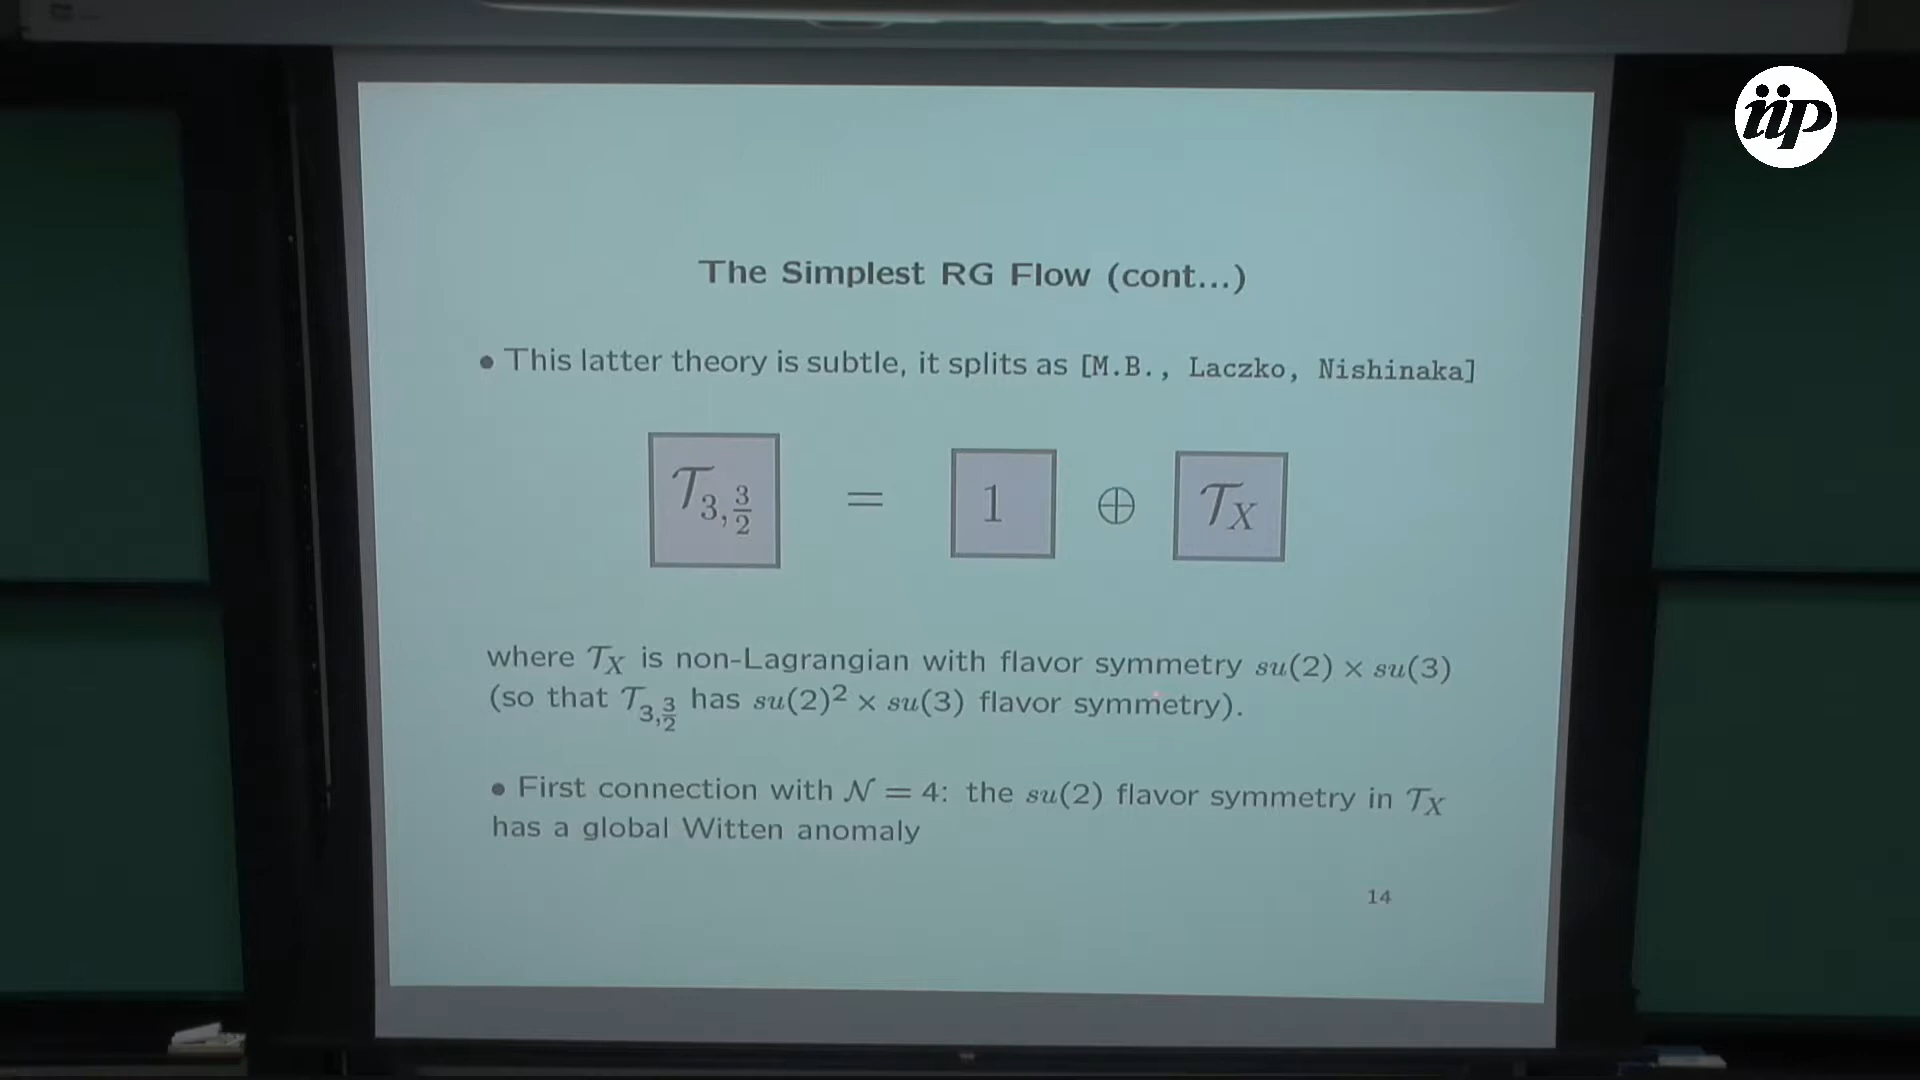 iip
The Simplest RG Flow (cont...)
• This latter theory is subtle, it splits as [M.B., Laczko, Nishinaka]
𝒯₃,₃/₂ = 1 ⊕ 𝒯_X
where 𝒯_X is non-Lagrangian with flavor symmetry su(2) × su(3)
(so that 𝒯₃,₃/₂ has su(2)² × su(3) flavor symmetry).
• First connection with 𝒩 = 4: the su(2) flavor symmetry in 𝒯_X
has a global Witten anomaly
14